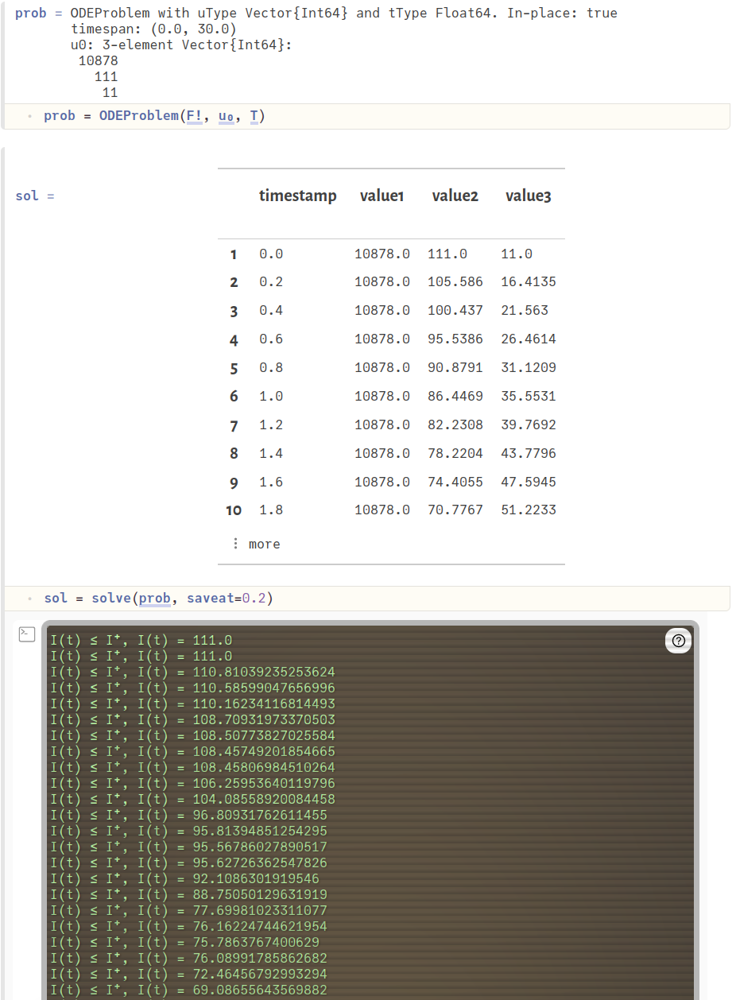 prob = ODEProblem with uType Vector{Int64} and tType Float64. In-place: true
timespan: (0.0, 30.0)
u0: 3-element Vector{Int64}:
10878
111
11
prob = ODEProblem(F!, u₀, T)
sol =
timestamp value1 value2 value3
1 0.0 10878.0 111.0 11.0
2 0.2 10878.0 105.586 16.4135
3 0.4 10878.0 100.437 21.563
4 0.6 10878.0 95.5386 26.4614
5 0.8 10878.0 90.8791 31.1209
6 1.0 10878.0 86.4469 35.5531
7 1.2 10878.0 82.2308 39.7692
8 1.4 10878.0 78.2204 43.7796
9 1.6 10878.0 74.4055 47.5945
10 1.8 10878.0 70.7767 51.2233
⋮ more
sol = solve(prob, saveat=0.2)
I(t) ≤ I⁺, I(t) = 111.0
I(t) ≤ I⁺, I(t) = 111.0
I(t) ≤ I⁺, I(t) = 110.81039235253624
I(t) ≤ I⁺, I(t) = 110.58599047656996
I(t) ≤ I⁺, I(t) = 110.16234116814493
I(t) ≤ I⁺, I(t) = 108.70931973370503
I(t) ≤ I⁺, I(t) = 108.50773827025584
I(t) ≤ I⁺, I(t) = 108.45749201854665
I(t) ≤ I⁺, I(t) = 108.45806984510264
I(t) ≤ I⁺, I(t) = 106.25953640119796
I(t) ≤ I⁺, I(t) = 104.08558920084458
I(t) ≤ I⁺, I(t) = 96.80931762611455
I(t) ≤ I⁺, I(t) = 95.81394851254295
I(t) ≤ I⁺, I(t) = 95.56786027890517
I(t) ≤ I⁺, I(t) = 95.62726362547826
I(t) ≤ I⁺, I(t) = 92.1086301919546
I(t) ≤ I⁺, I(t) = 88.75050129631919
I(t) ≤ I⁺, I(t) = 77.69981023311077
I(t) ≤ I⁺, I(t) = 76.16224744621954
I(t) ≤ I⁺, I(t) = 75.7863767400629
I(t) ≤ I⁺, I(t) = 76.08991785862682
I(t) ≤ I⁺, I(t) = 72.46456792993294
I(t) ≤ I⁺, I(t) = 69.08655643569882